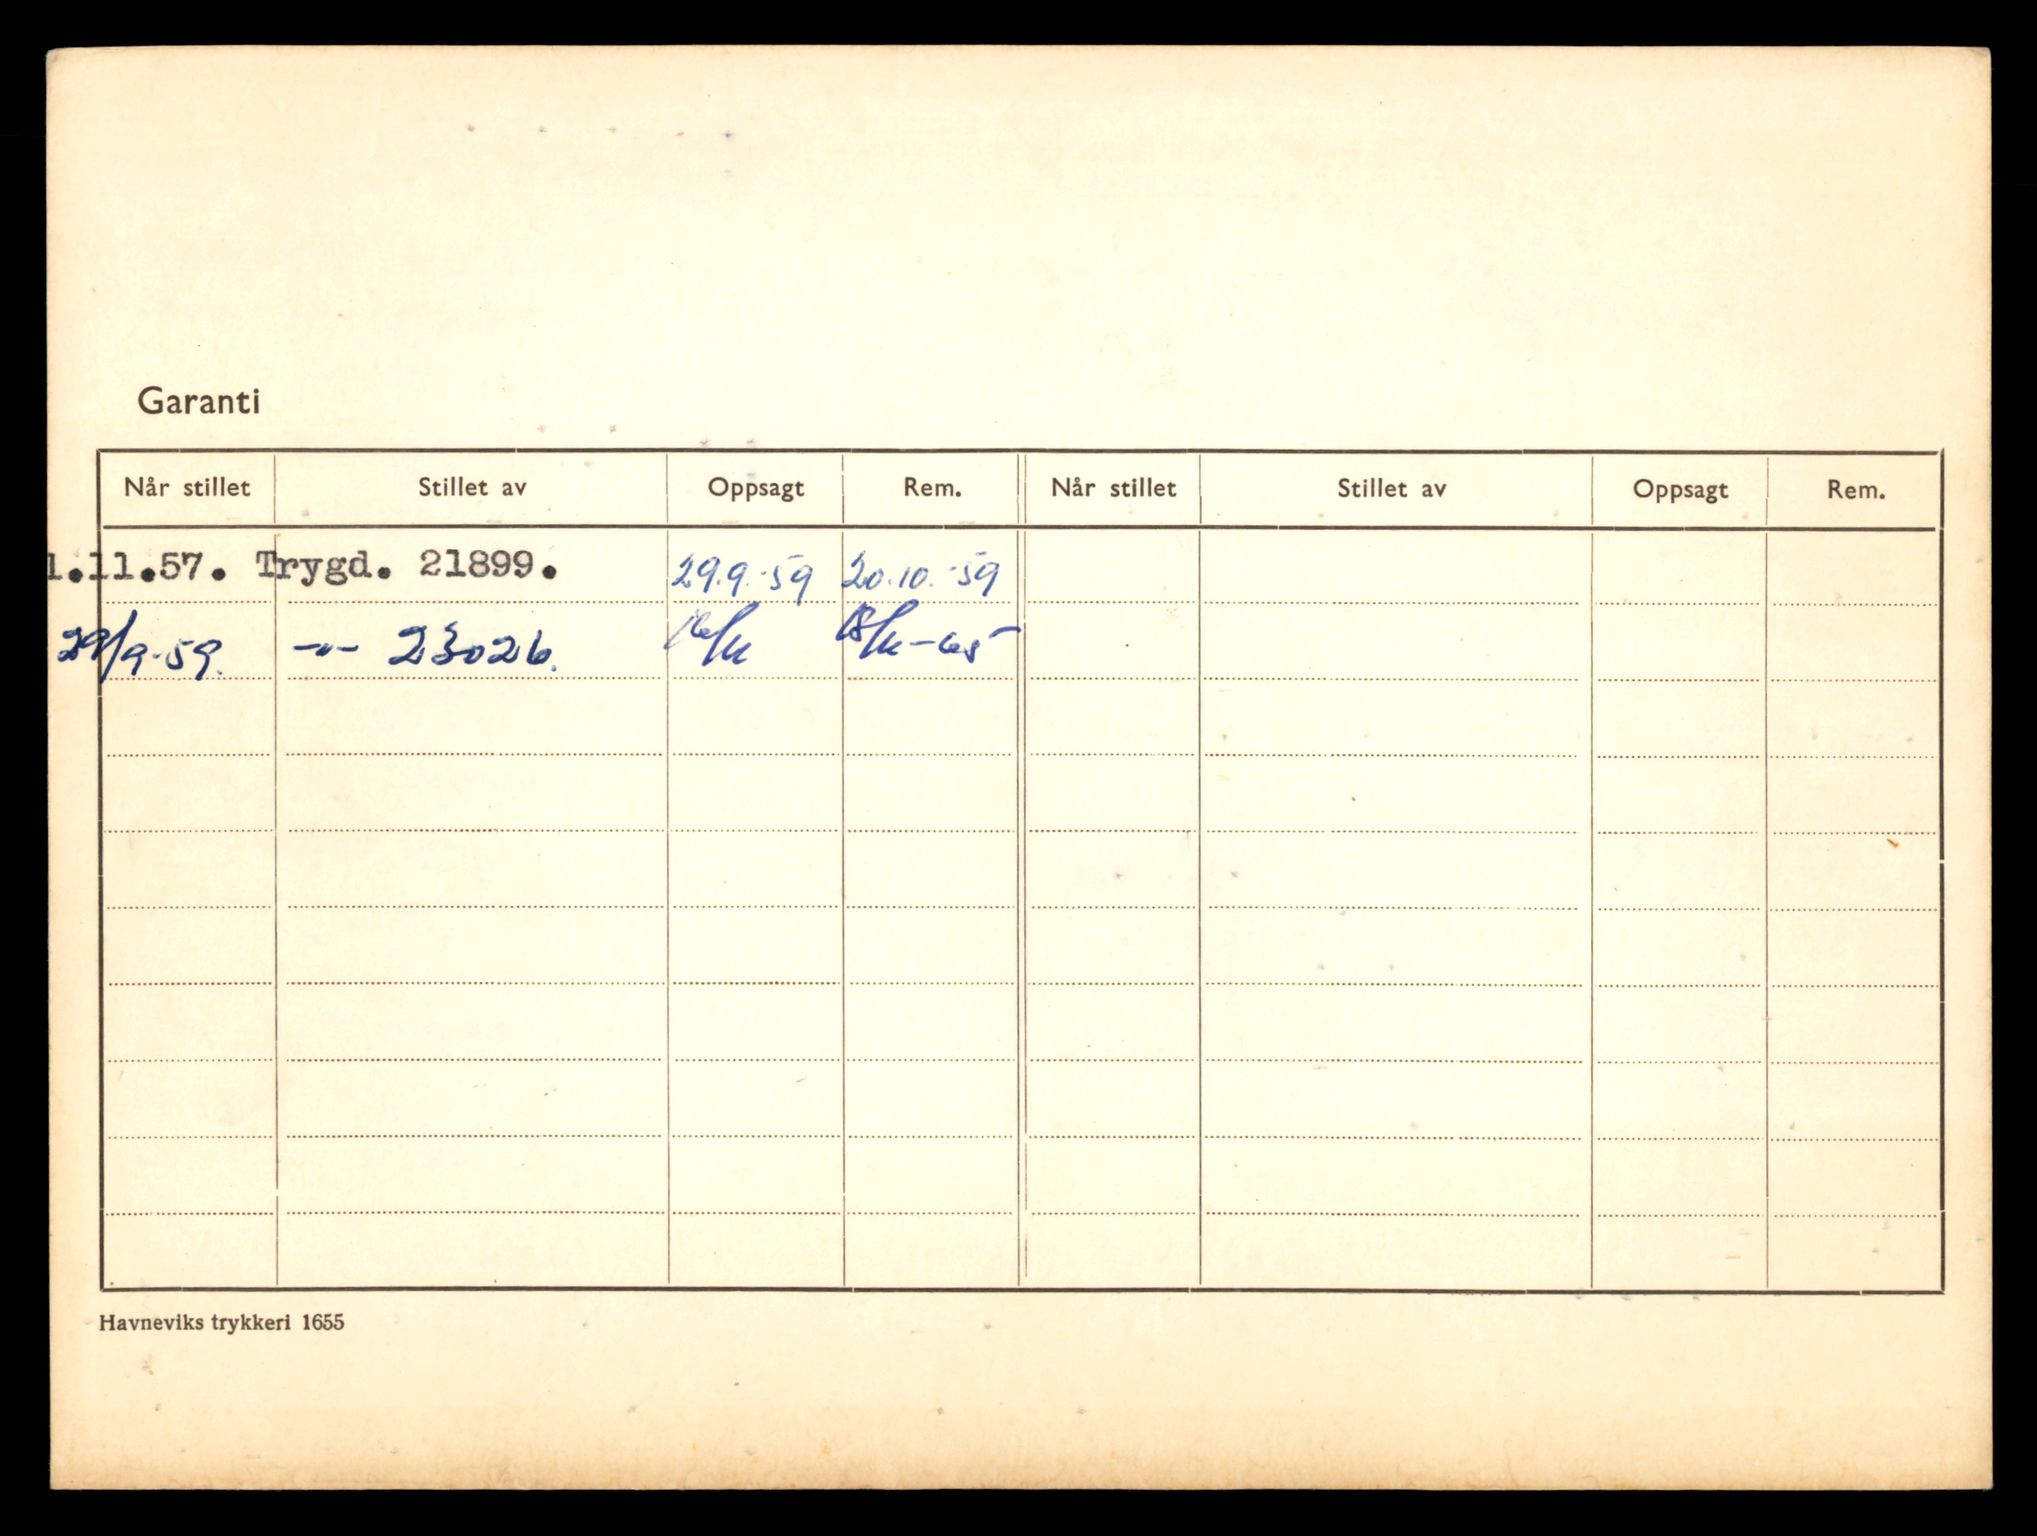 Garanti
Når stillet Stillet av Oppsagt Rem. Når stillet Stillet av Oppsagt Rem.
1.11.57. Trygd. 21899. 29.9.-59 20.10.-59
29/9-59. -"- 23026.
Havneviks trykkeri 1655